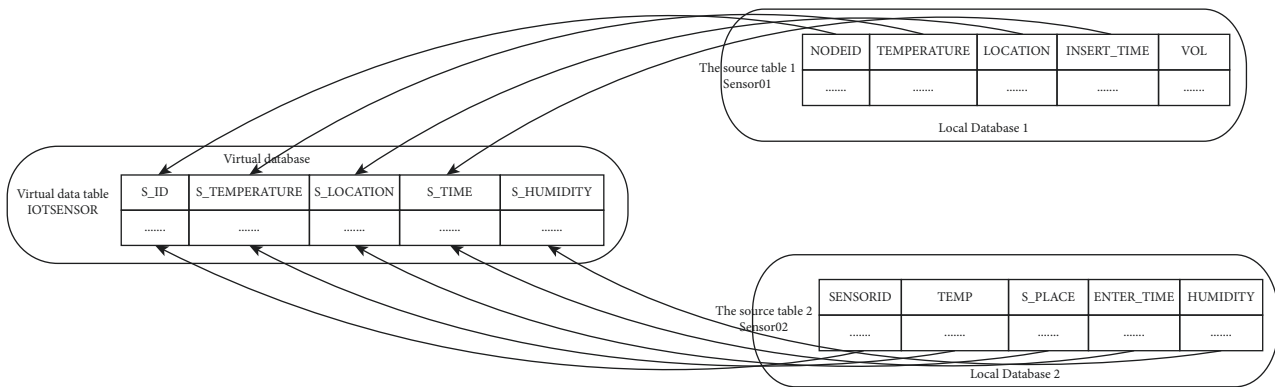 NODEID TEMPERATURE LOCATION INSERT_TIME VOL
The source table 1
Sensor01
....... ....... ....... ....... .......
Local Database 1
Virtual database
Virtual data table
IOTSENSOR
S_ID S_TEMPERATURE S_LOCATION S_TIME S_HUMIDITY
....... ....... ....... ....... .......
SENSORID TEMP S_PLACE ENTER_TIME HUMIDITY
The source table 2
Sensor02
....... ....... ....... ....... .......
Local Database 2